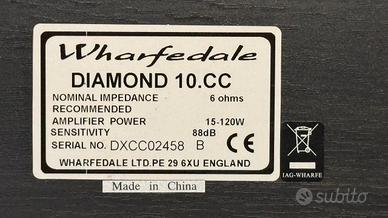 Wharfedale
DIAMOND 10.CC
NOMINAL IMPEDANCE 6 ohms
RECOMMENDED
AMPLIFIER POWER 15-120W
SENSITIVITY 88dB
SERIAL NO. DXCC02458 B
WHARFEDALE LTD.PE 29 6XU ENGLAND
IAG-WHARFE
Made in China
subito